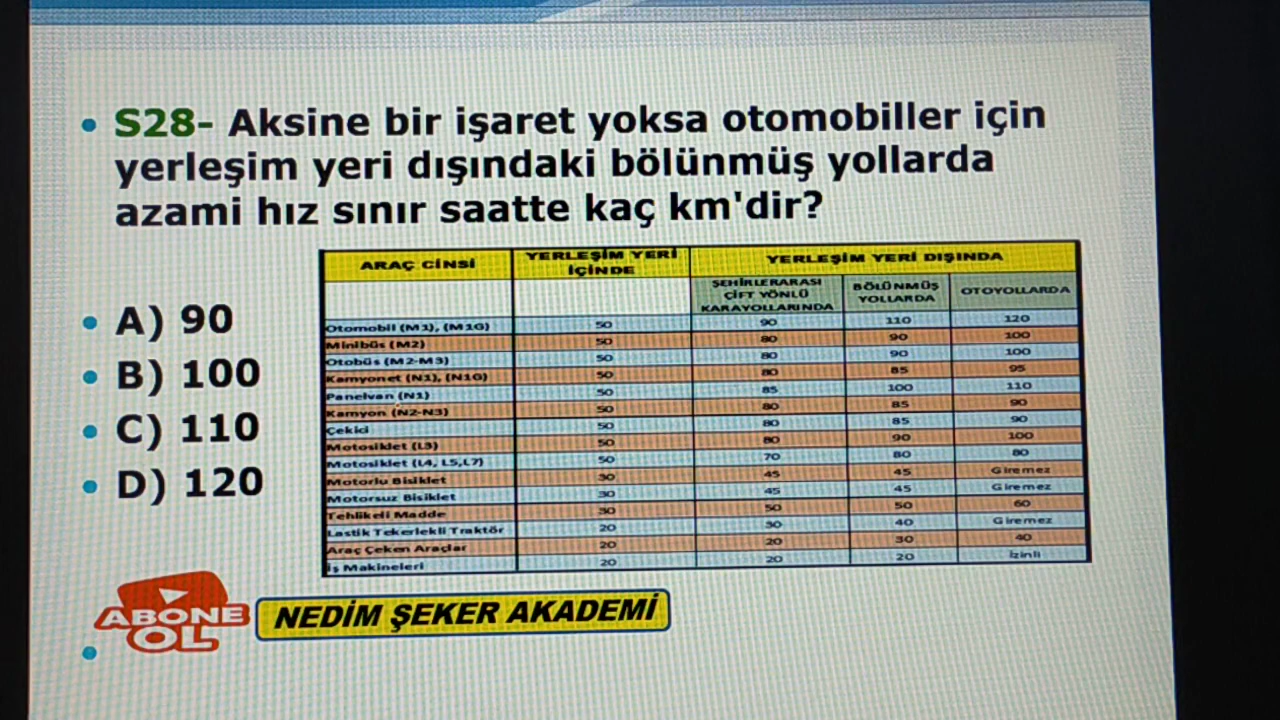 S28- Aksine bir işaret yoksa otomobiller için
yerleşim yeri dışındaki bölünmüş yollarda
azami hız sınır saatte kaç km'dir?
A) 90
B) 100
C) 110
D) 120
ARAÇ CİNSİ YERLEŞİM YERİ İÇİNDE YERLEŞİM YERİ DIŞINDA
ŞEHİRLERARASI ÇİFT YÖNLÜ KARAYOLLARINDA BÖLÜNMÜŞ YOLLARDA OTOYOLLARDA
Otomobil (M1), (M1G) 50 90 110 120
Minibüs (M2) 50 80 90 100
Otobüs (M2-M3) 50 80 90 100
Kamyonet (N1), (N1G) 50 80 85 95
Panelvan (N1) 50 85 100 110
Kamyon (N2-N3) 50 80 85 90
Çekici 50 80 85 90
Motosiklet (L3) 50 80 90 100
Motosiklet (L4, L5,L7) 50 70 80 80
Motorlu Bisiklet 30 45 45 Giremez
Motorsuz Bisiklet 30 45 45 Giremez
Tehlikeli Madde 30 50 50 60
Lastik Tekerlekli Traktör 20 30 40 Giremez
Araç Çeken Araçlar 20 20 30 40
İş Makineleri 20 20 20 İzinli
ABONE
OL
NEDİM ŞEKER AKADEMİ